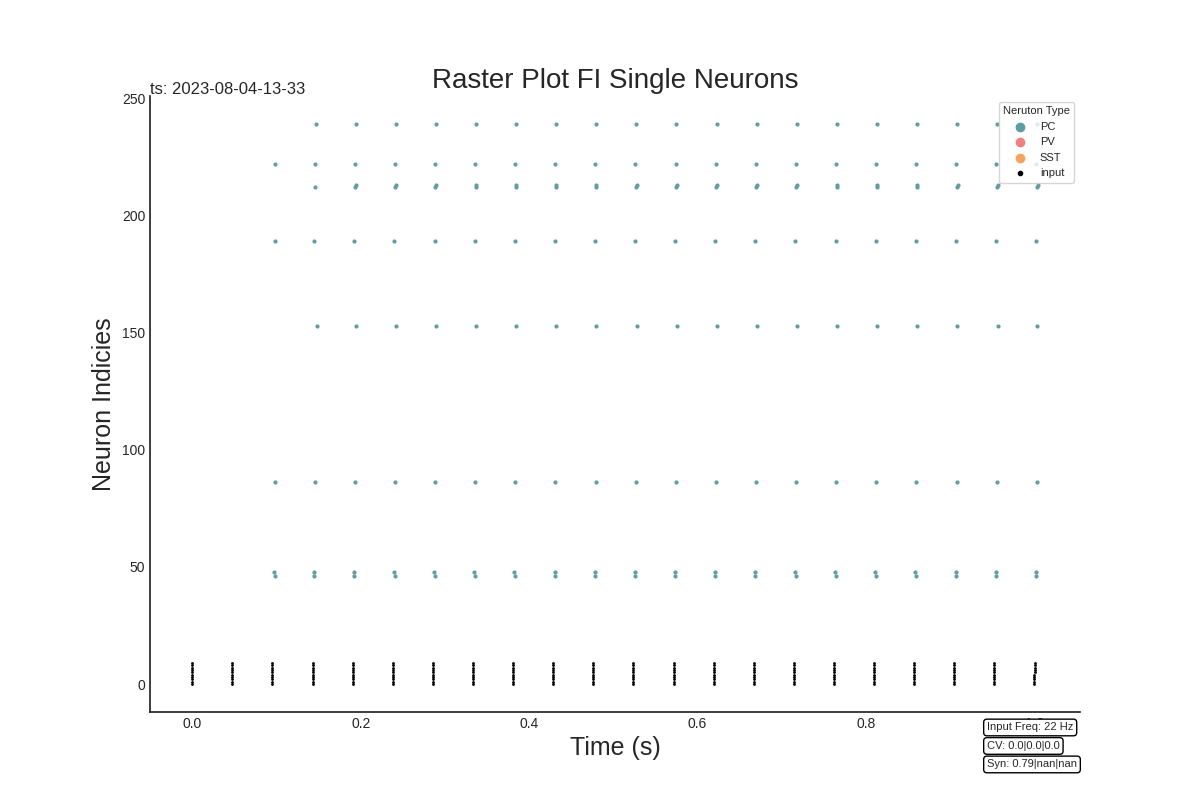 Raster Plot FI Single Neurons
ts: 2023-08-04-13-33
Neruton Type
PC
PV
SST
input
250
200
150
100
50
0
Neuron Indicies
0.0 0.2 0.4 0.6 0.8
Time (s)
Input Freq: 22 Hz
CV: 0.0|0.0|0.0
Syn: 0.79|nan|nan